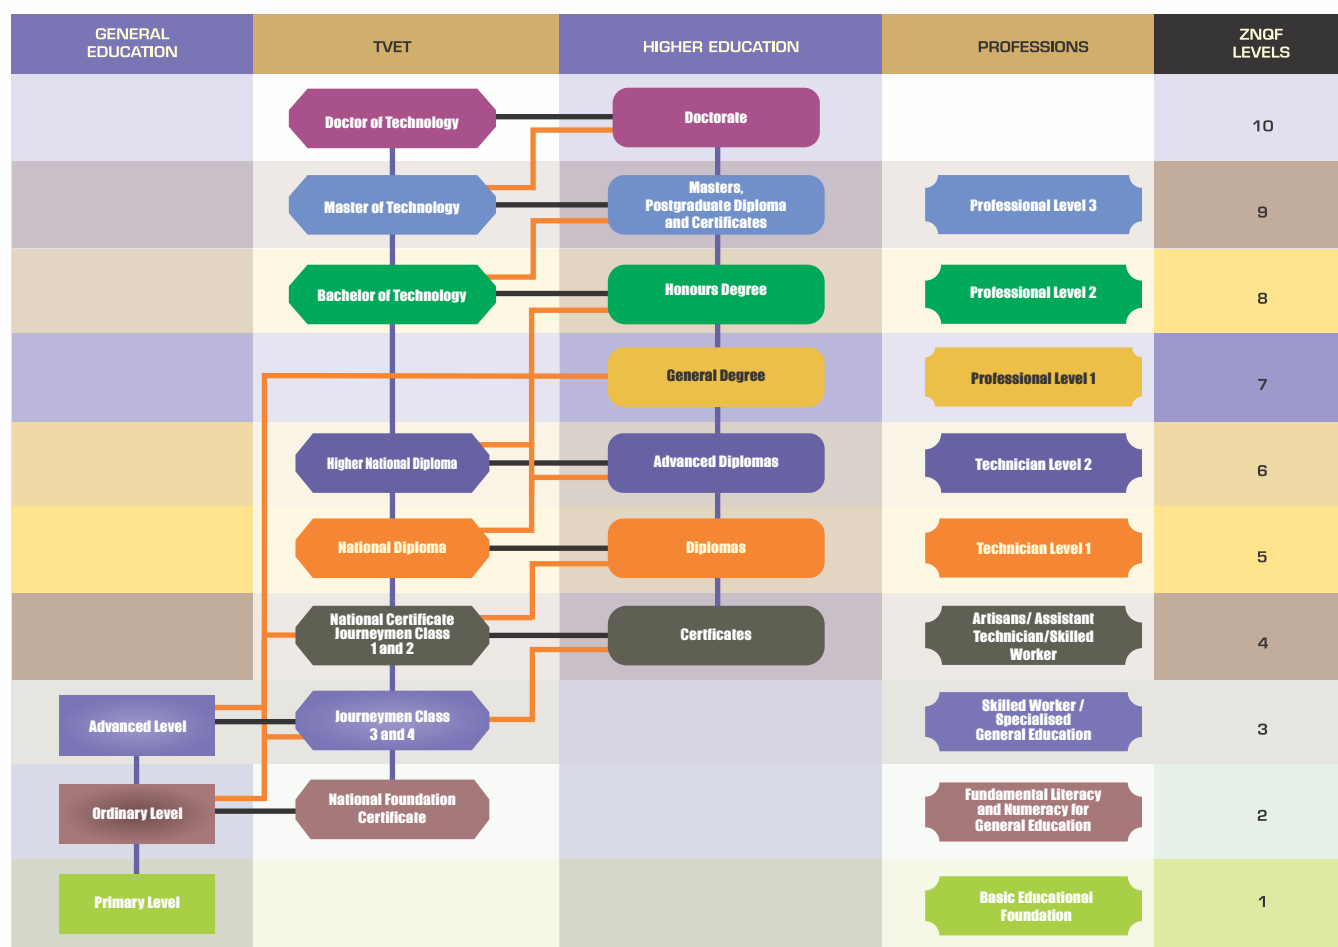 GENERAL
EDUCATION
TVET
HIGHER EDUCATION
PROFESSIONS
ZNQF
LEVELS
Doctor of Technology
Doctorate
10
Master of Technology
Masters,
Postgraduate Diploma
and Certificates
Professional Level 3
9
Bachelor of Technology
Honours Degree
Professional Level 2
8
General Degree
Professional Level 1
7
Higher National Diploma
Advanced Diplomas
Technician Level 2
6
National Diploma
Diplomas
Technician Level 1
5
National Certificate
Journeymen Class
1 and 2
Certficates
Artisans/ Assistant
Technician/Skilled
Worker
4
Advanced Level
Journeymen Class
3 and 4
Skilled Worker /
Specialised
General Education
3
Ordinary Level
National Foundation
Certificate
Fundamental Literacy
and Numeracy for
General Education
2
Primary Level
Basic Educational
Foundation
1